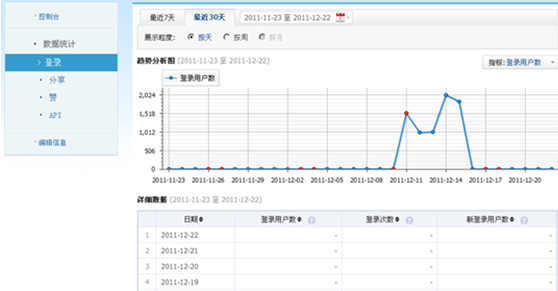 控制台
数据统计
登录
分享
赞
API
编辑信息
最近7天 最近30天 2011-11-23 至 2011-12-22
展示粒度： 按天 按周 按月
趋势分析图 (2011-11-23 至 2011-12-22) 指标:登录用户数
登录用户数
2,024
1,518
1,012
506
0
2011-11-23 2011-11-26 2011-11-29 2011-12-02 2011-12-05 2011-12-08 2011-12-11 2011-12-14 2011-12-17 2011-12-20
详细数据 (2011-11-23 至 2011-12-22)
日期 登录用户数 ? 登录次数 ? 新登录用户数 ?
1 2011-12-22 - - -
2 2011-12-21 - - -
3 2011-12-20 - - -
4 2011-12-19 - - -